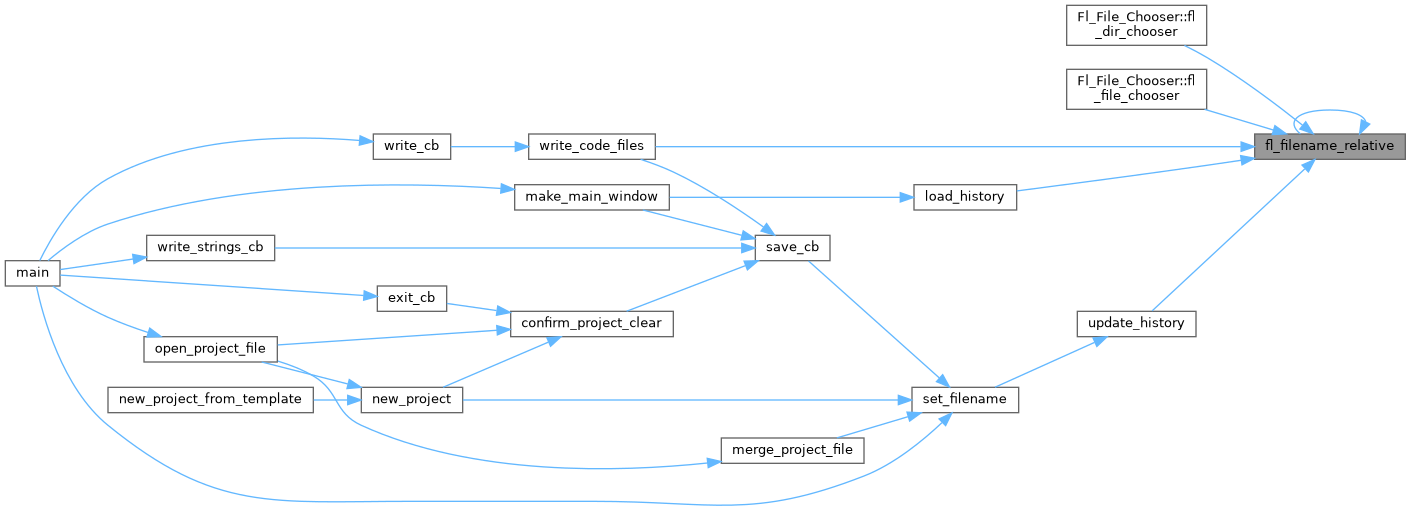 Fl_File_Chooser::fl
_dir_chooser
Fl_File_Chooser::fl
_file_chooser
write_cb
write_code_files
fl_filename_relative
make_main_window
load_history
write_strings_cb
save_cb
main
exit_cb
confirm_project_clear
update_history
open_project_file
new_project_from_template
new_project
set_filename
merge_project_file